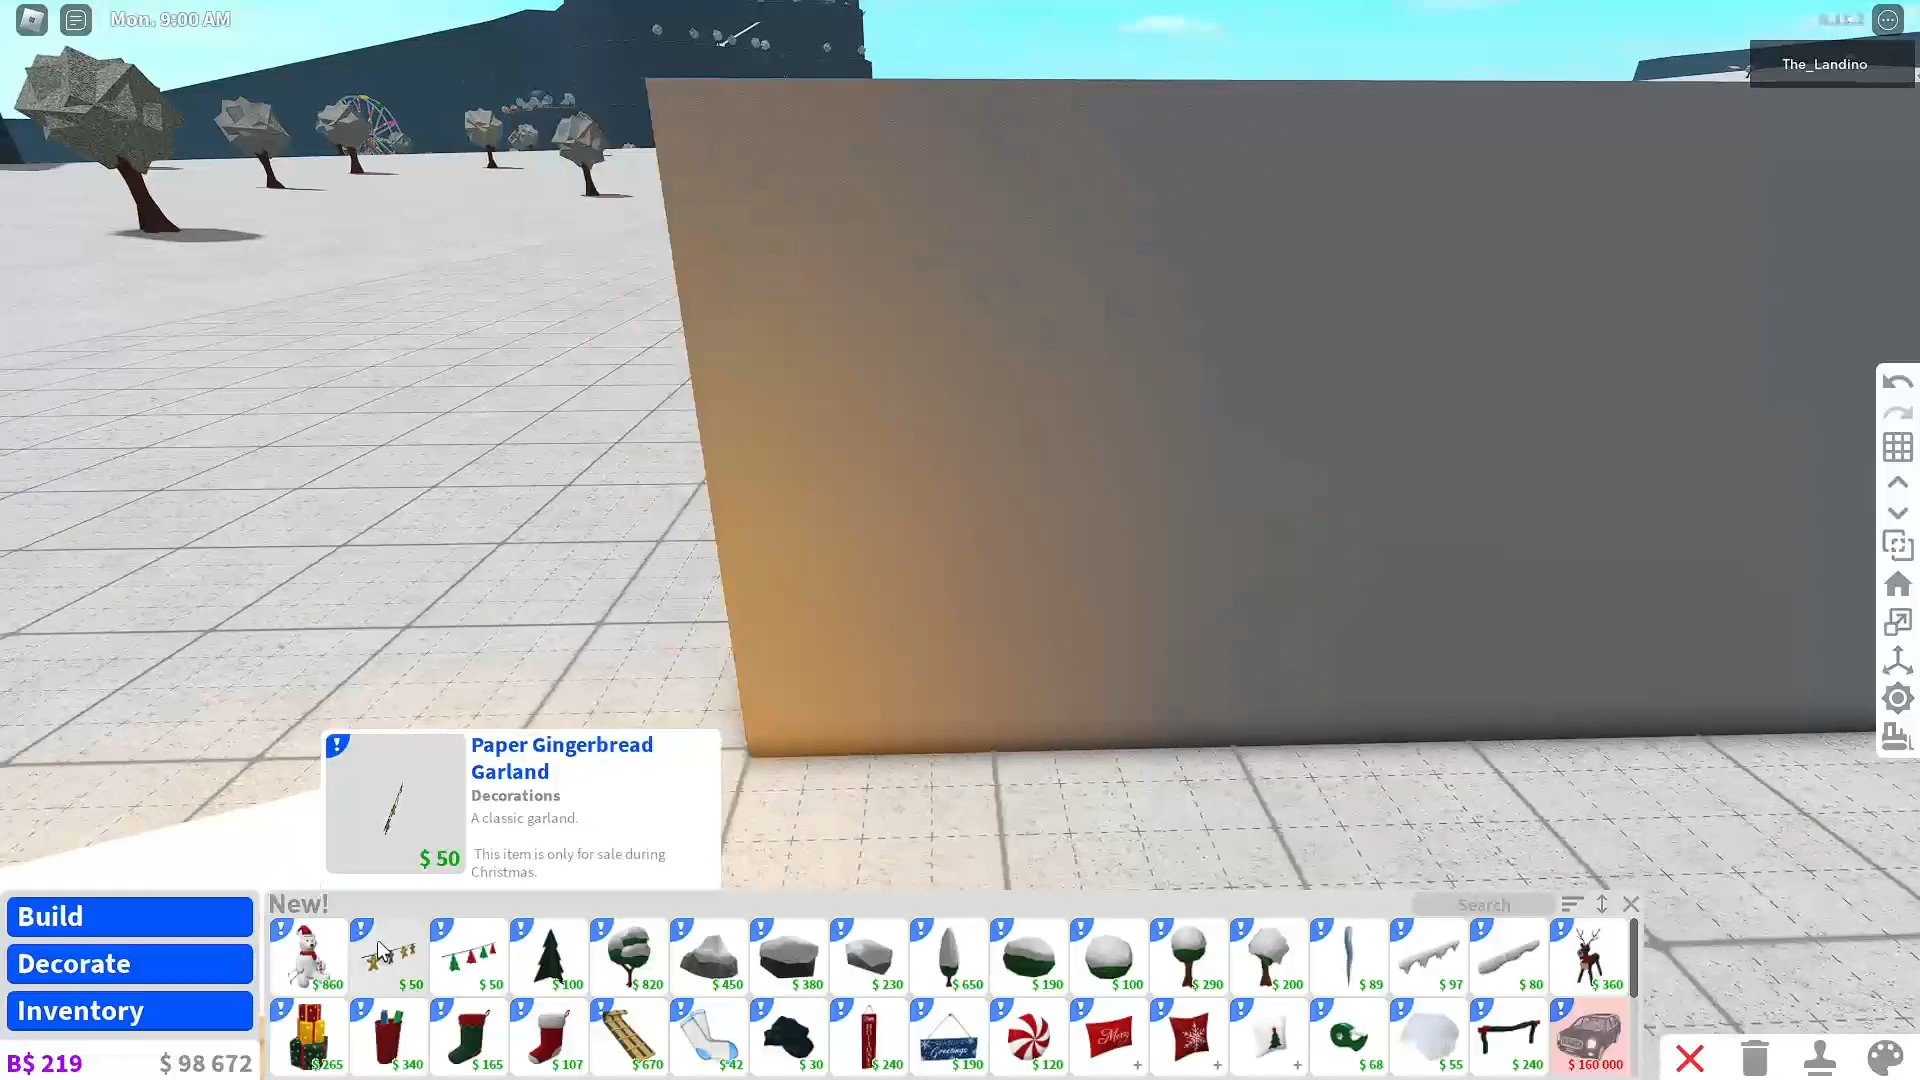 Mon. 9:00 AM
The_Landino
Paper Gingerbread
Garland
Decorations
A classic garland.
$ 50
This item is only for sale during
Christmas.
New!
Search
Build
Decorate
Inventory
B$ 219
$ 98 672
$ 860
$ 50
$ 50
$ 100
$ 820
$ 450
$ 380
$ 230
$ 650
$ 190
$ 100
$ 290
$ 200
$ 89
$ 97
$ 80
$ 360
$ 265
$ 340
$ 165
$ 107
$ 670
$ 42
$ 30
$ 240
Greetings
$ 190
$ 120
Merry
+
+
+
$ 68
$ 55
$ 240
$ 160 000